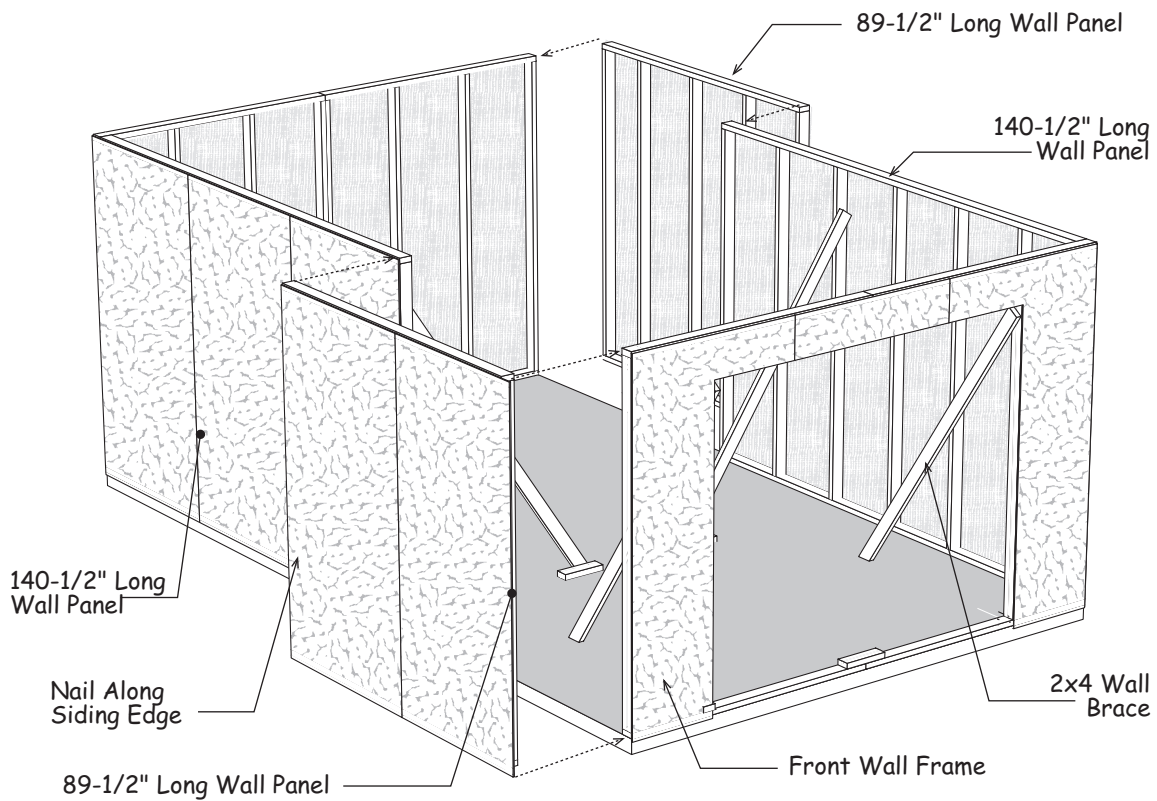 89-1/2" Long Wall Panel
140-1/2" Long
Wall Panel
140-1/2" Long
Wall Panel
Nail Along
Siding Edge
2x4 Wall
Brace
Front Wall Frame
89-1/2" Long Wall Panel